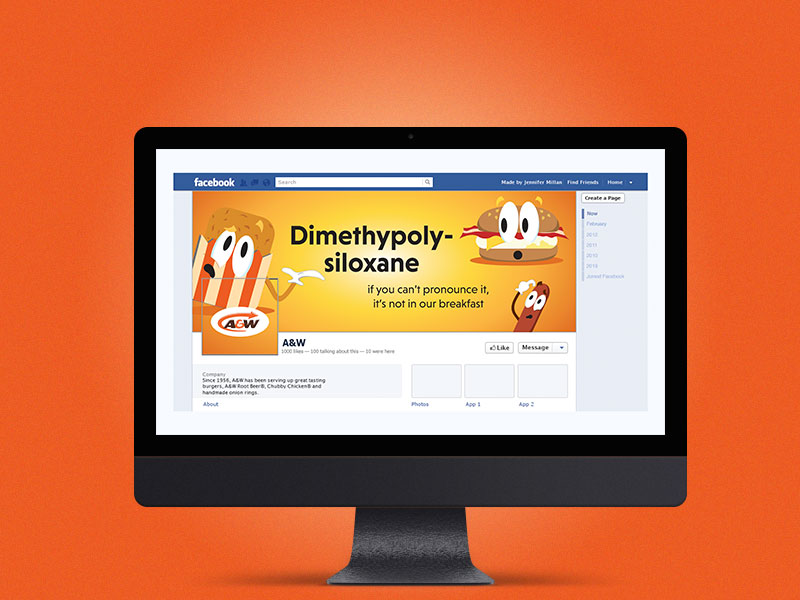 facebook
Search
Made by Jennifer Millan
Find Friends
Home
Create a Page
Now
February
2012
2011
2010
Joined Facebook
Dimethypoly-
siloxane
if you can't pronounce it,
it's not in our breakfast
A&W
A&W
1000 likes — 100 talking about this — 10 were here
Like
Message
Company
Since 1956, A&W has been serving up great tasting
burgers, A&W Root Beer®, Chubby Chicken® and
handmade onion rings.
About
Photos
App 1
App 2